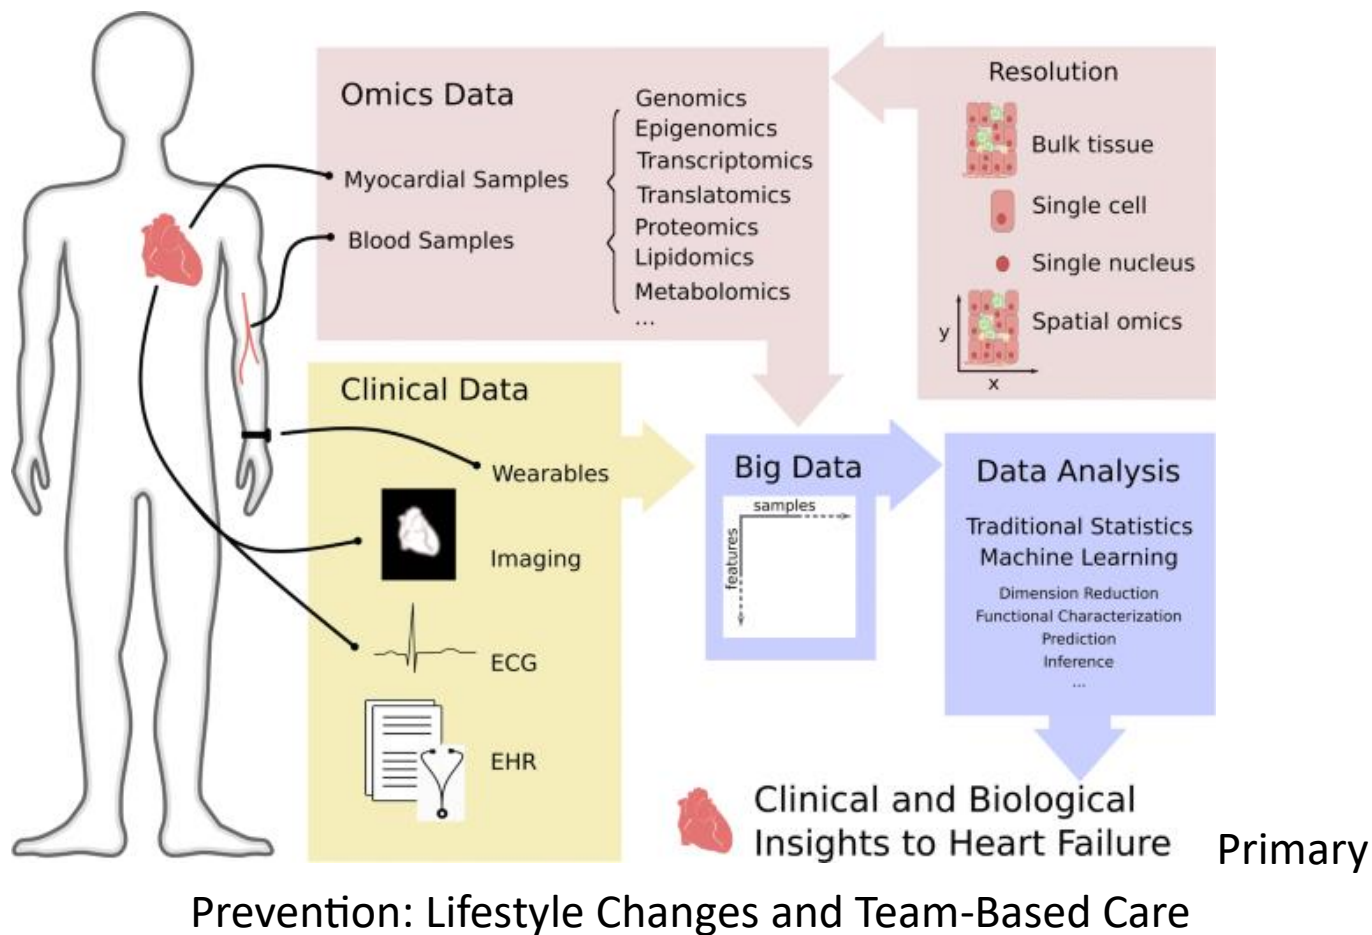 Omics Data
Myocardial Samples
Blood Samples
Genomics
Epigenomics
Transcriptomics
Translatomics
Proteomics
Lipidomics
Metabolomics
...
Resolution
Bulk tissue
Single cell
Single nucleus
Spatial omics
y
x
Clinical Data
Wearables
Imaging
ECG
EHR
Big Data
samples
features
Data Analysis
Traditional Statistics
Machine Learning
Dimension Reduction
Functional Characterization
Prediction
Inference
...
Clinical and Biological
Insights to Heart Failure
Primary
Prevention: Lifestyle Changes and Team-Based Care